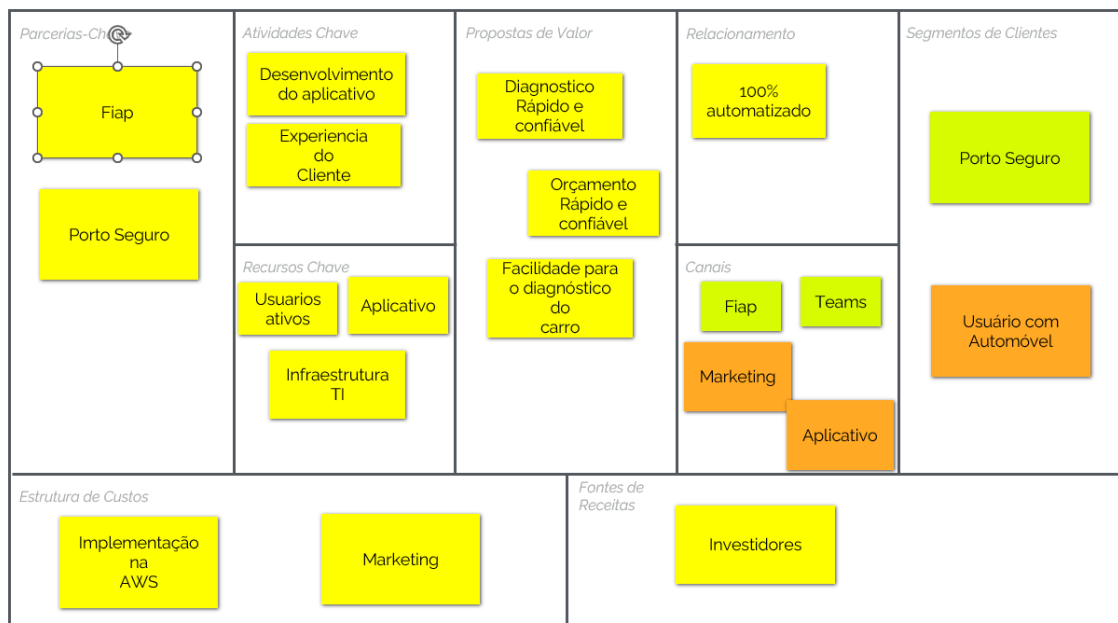 Parcerias-Ch
Fiap
Porto Seguro
Atividades Chave
Desenvolvimento
do aplicativo
Experiencia
do
Cliente
Recursos Chave
Usuarios
ativos
Aplicativo
Infraestrutura
TI
Propostas de Valor
Diagnostico
Rápido e
confiável
Orçamento
Rápido e
confiável
Facilidade para
o diagnóstico
do
carro
Relacionamento
100%
automatizado
Canais
Fiap
Teams
Marketing
Aplicativo
Segmentos de Clientes
Porto Seguro
Usuário com
Automóvel
Estrutura de Custos
Implementação
na
AWS
Marketing
Fontes de
Receitas
Investidores